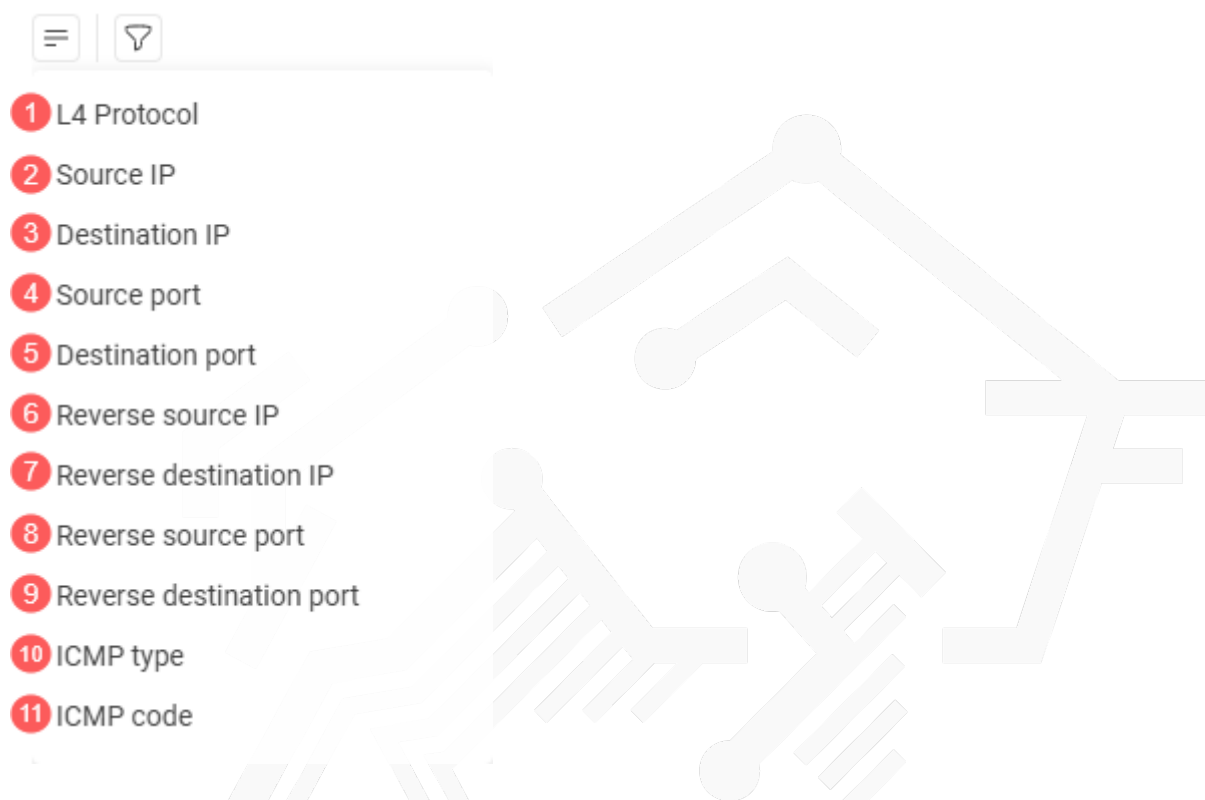 1 L4 Protocol
2 Source IP
3 Destination IP
4 Source port
5 Destination port
6 Reverse source IP
7 Reverse destination IP
8 Reverse source port
9 Reverse destination port
10 ICMP type
11 ICMP code